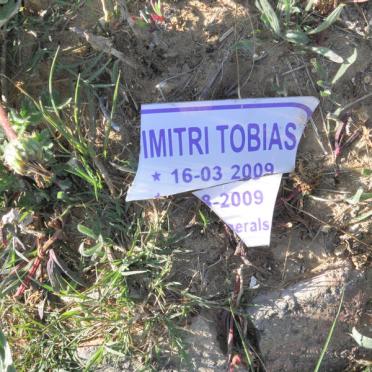 IMITRI TOBIAS
★ 16-03 2009
8-2009
erals